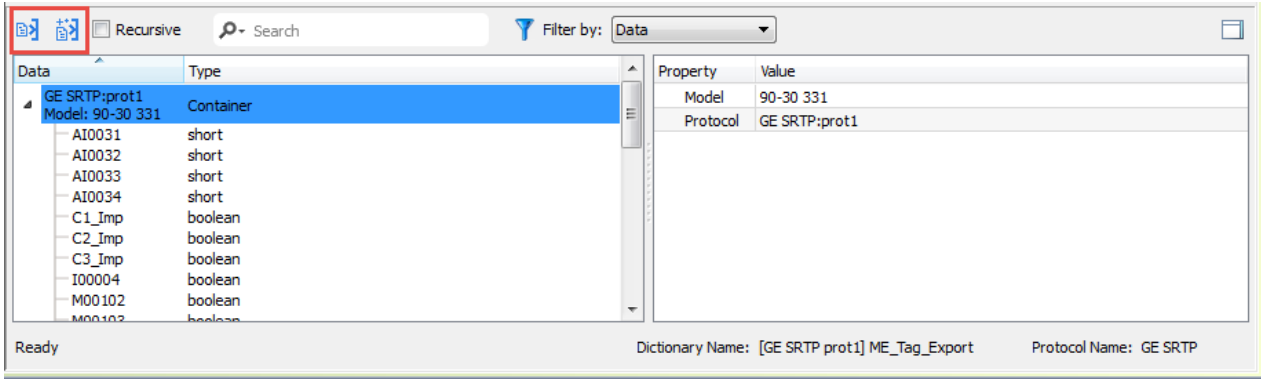 Recursive Search Filter by: Data
Data Type
GE SRTP:prot1
Model: 90-30 331 Container
AI0031 short
AI0032 short
AI0033 short
AI0034 short
C1_Imp boolean
C2_Imp boolean
C3_Imp boolean
I00004 boolean
M00102 boolean
M00103 boolean
Property Value
Model 90-30 331
Protocol GE SRTP:prot1
Ready Dictionary Name: [GE SRTP prot1] ME_Tag_Export Protocol Name: GE SRTP